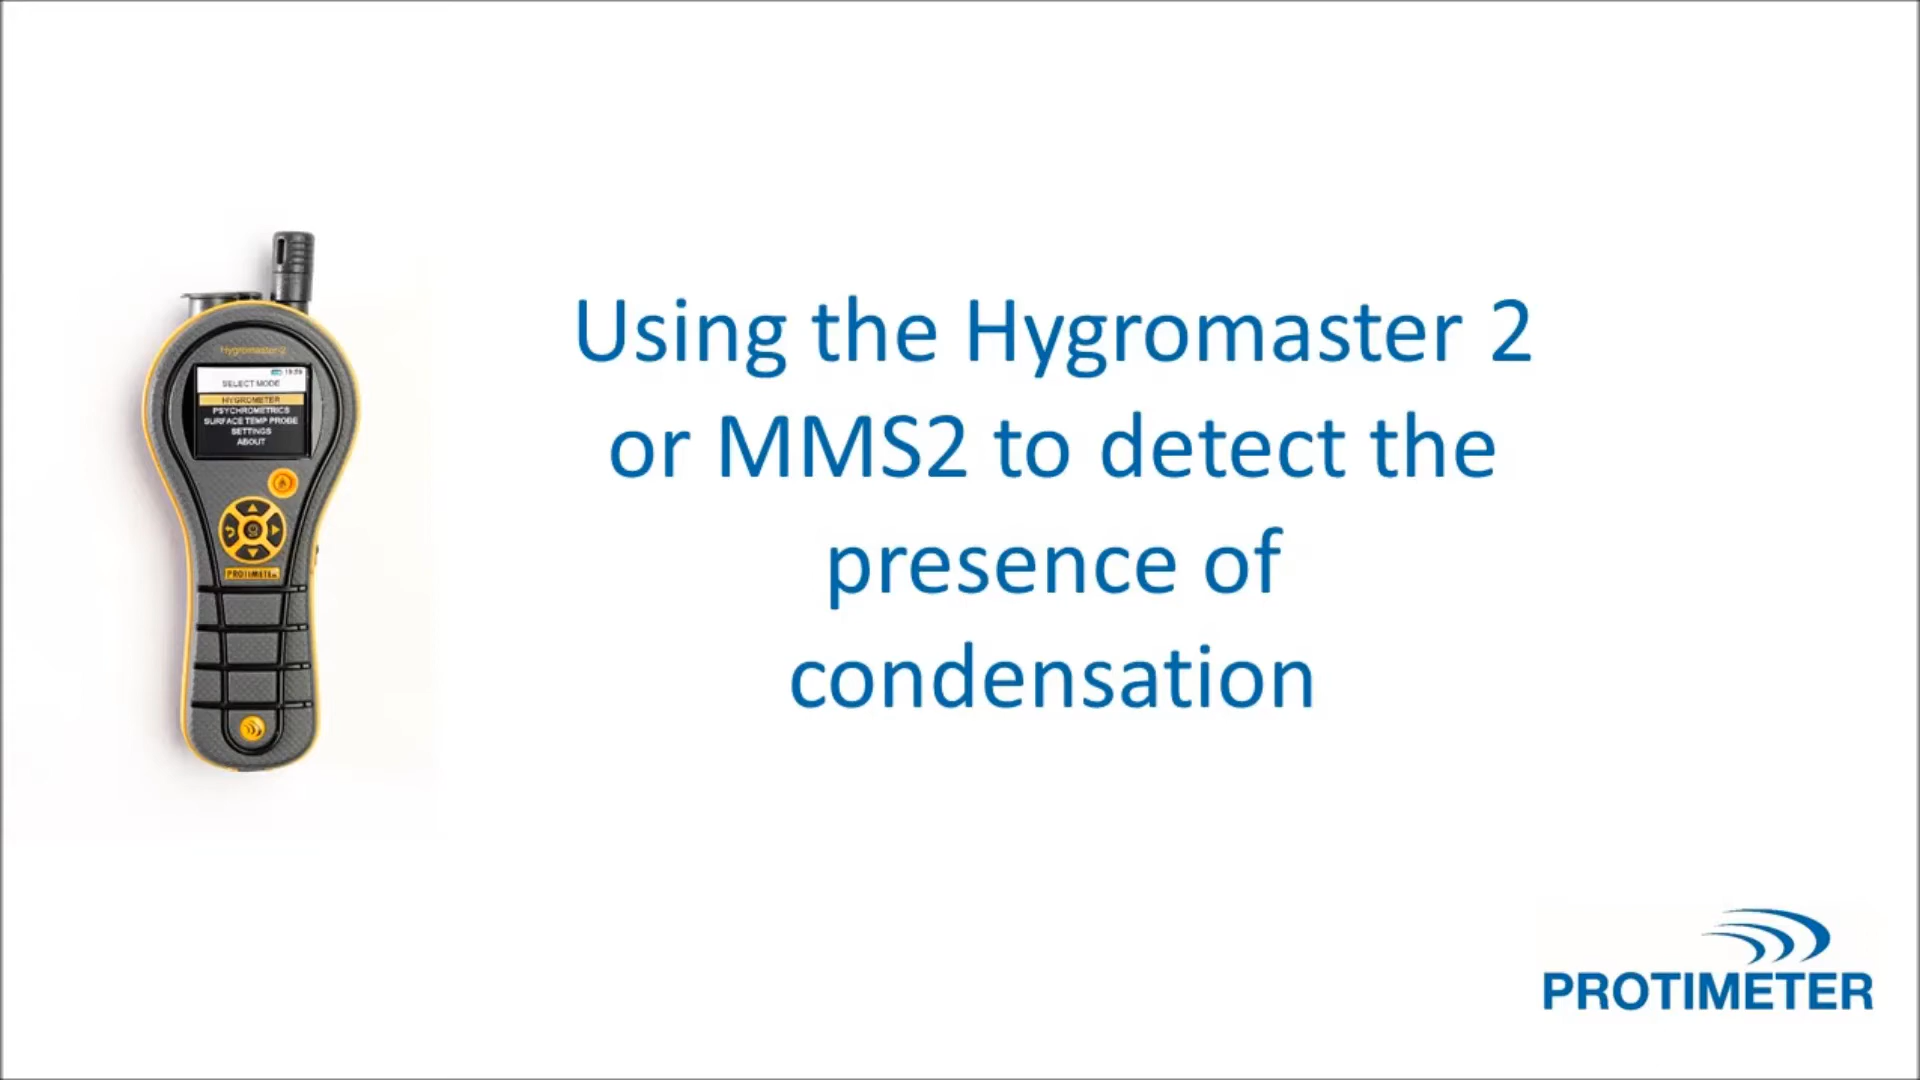 Using the Hygromaster 2
or MMS2 to detect the
presence of
condensation
Hygromaster 2
SELECT MODE
HYGROMETER
PSYCHROMETRICS
SURFACE TEMP PROBE
SETTINGS
ABOUT
PROTIMETER
PROTIMETER